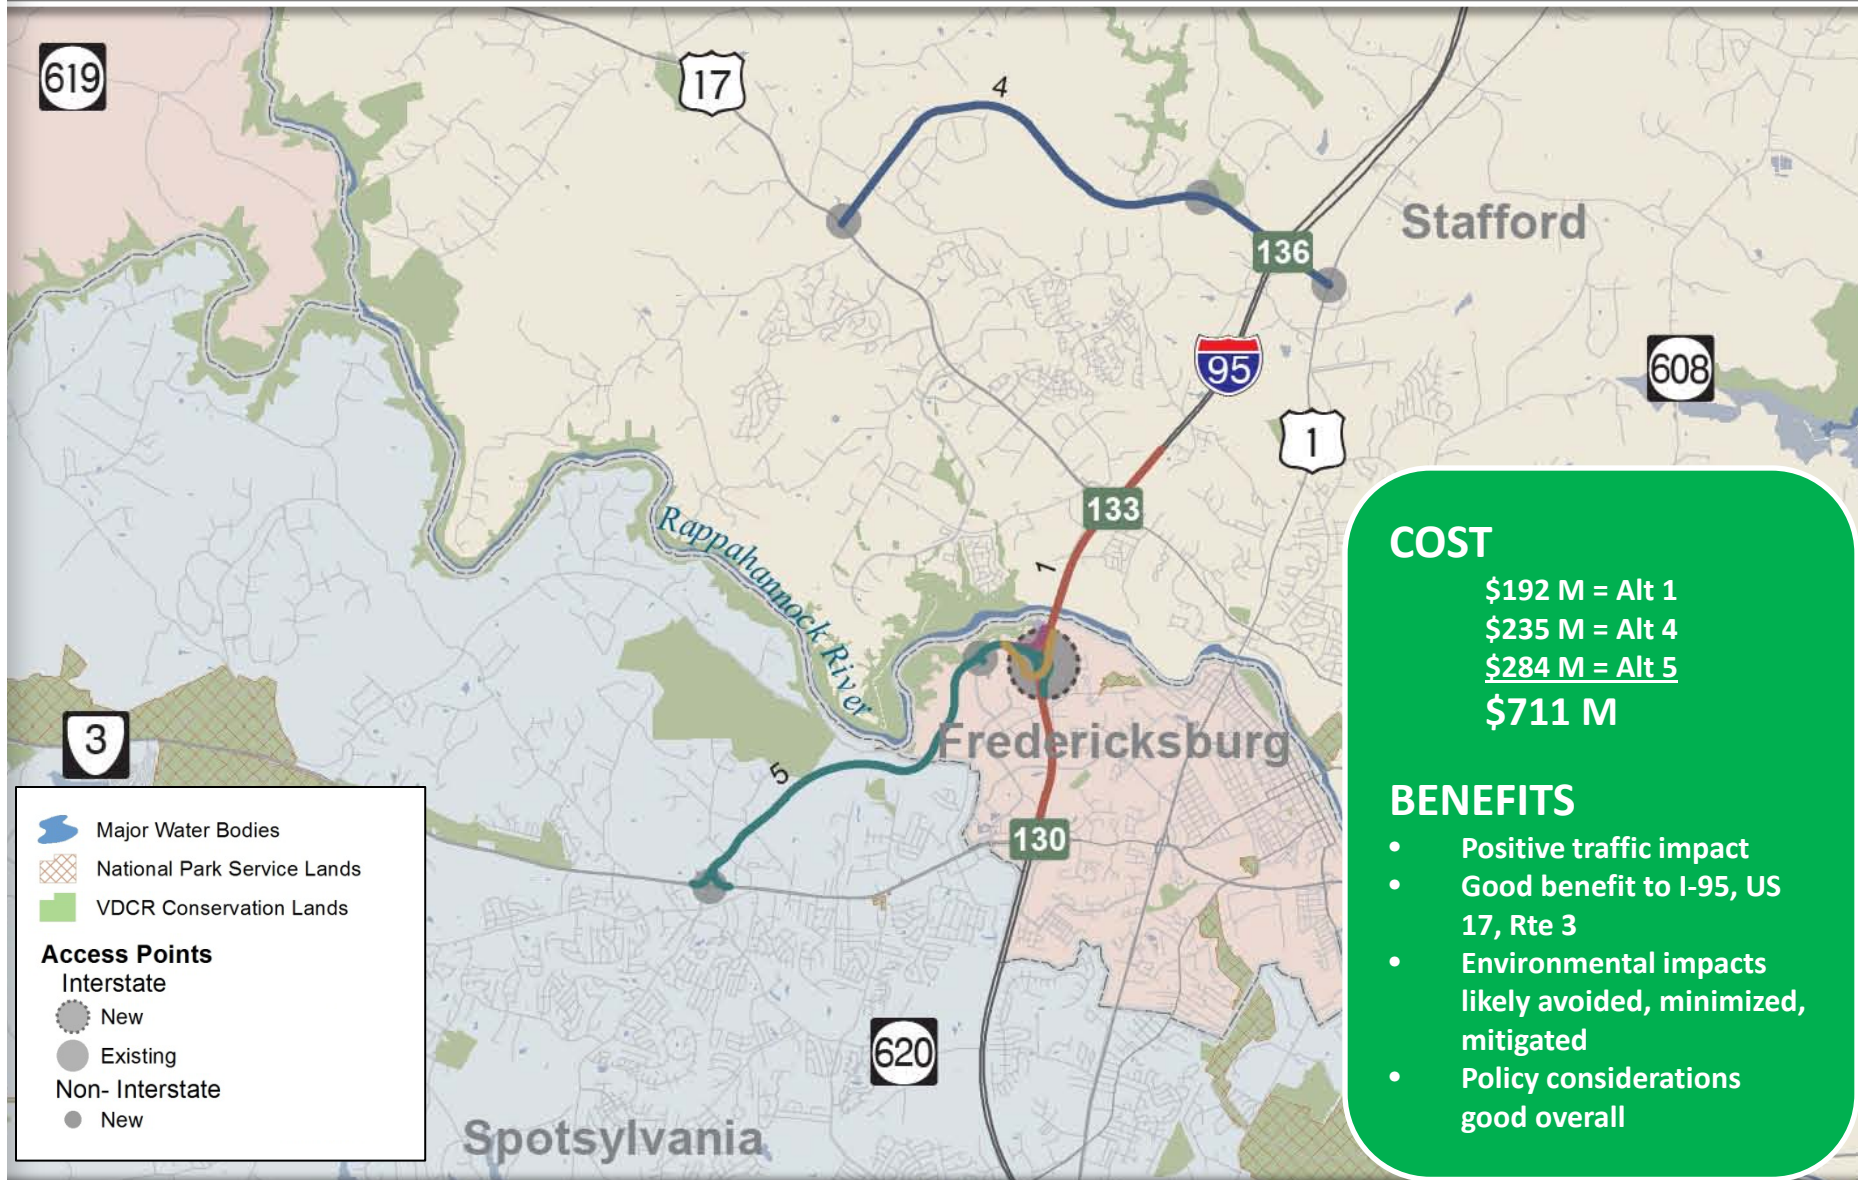 619
17
4
Stafford
136
95
608
1
133
Rappahannock River
1
Fredericksburg
3
5
130
620
Spotsylvania
Major Water Bodies
National Park Service Lands
VDCR Conservation Lands
Access Points
Interstate
New
Existing
Non- Interstate
New
COST
$192 M = Alt 1
$235 M = Alt 4
$284 M = Alt 5
$711 M
BENEFITS
• Positive traffic impact
• Good benefit to I-95, US
17, Rte 3
• Environmental impacts
likely avoided, minimized,
mitigated
• Policy considerations
good overall